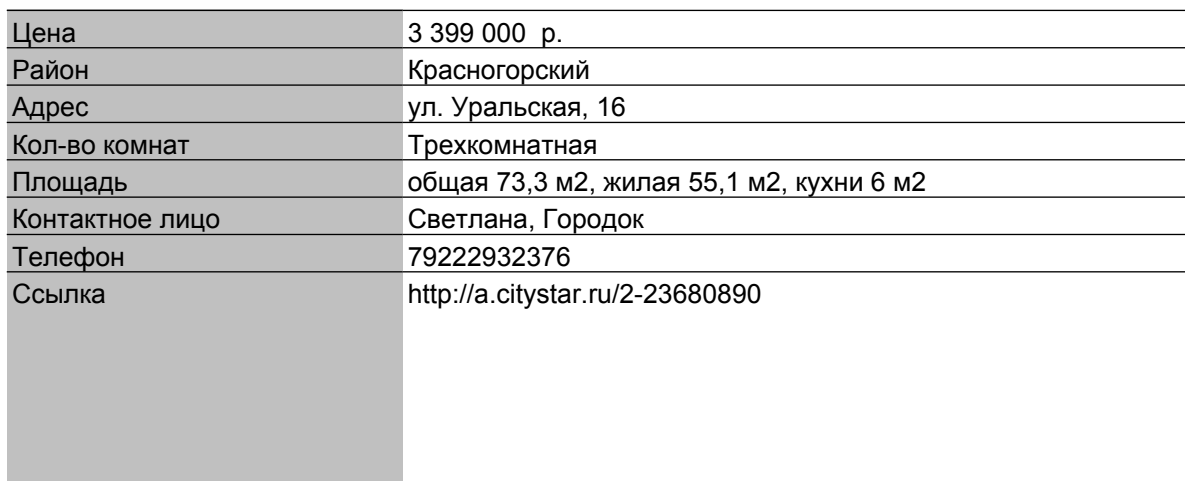 Цена 3 399 000 р.
Район Красногорский
Адрес ул. Уральская, 16
Кол-во комнат Трехкомнатная
Площадь общая 73,3 м2, жилая 55,1 м2, кухни 6 м2
Контактное лицо Светлана, Городок
Телефон 79222932376
Ссылка http://a.citystar.ru/2-23680890